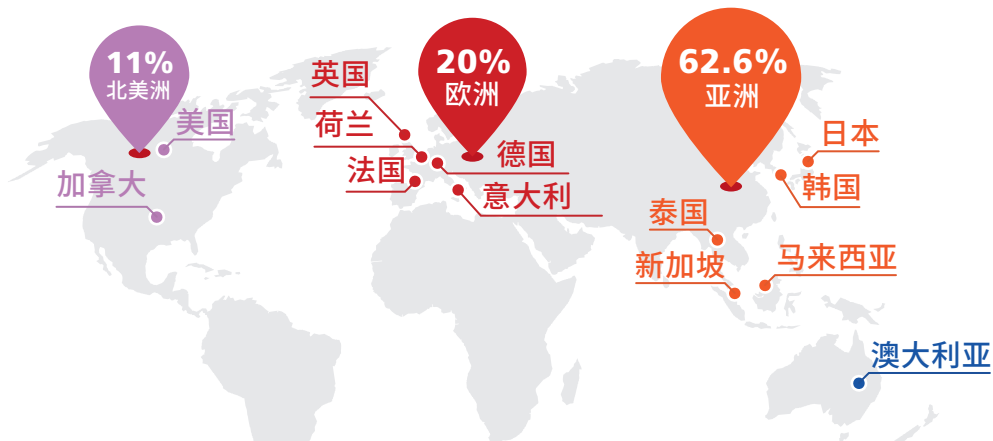 11%
北美洲
美国
加拿大
20%
欧洲
英国
荷兰
法国
德国
意大利
62.6%
亚洲
日本
韩国
泰国
新加坡
马来西亚
澳大利亚